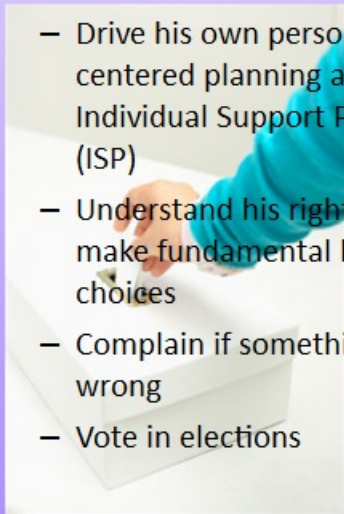 – Drive his own perso
centered planning a
Individual Support P
(ISP)
– Understand his right
make fundamental l
choices
– Complain if somethi
wrong
– Vote in elections